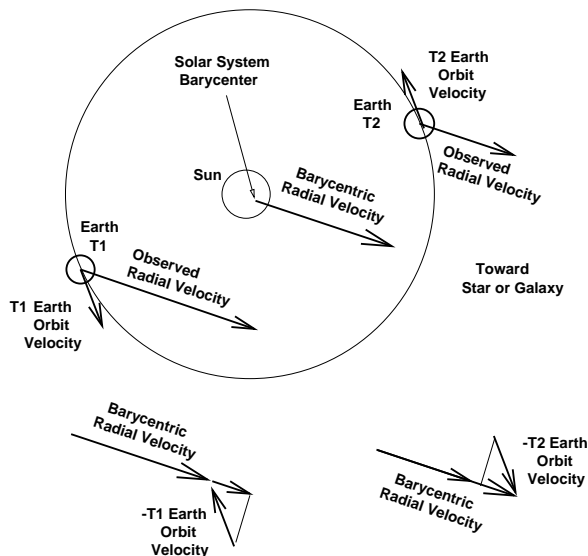 Solar System
Barycenter
T2 Earth
Orbit
Velocity
Earth
T2
Observed
Radial Velocity
Sun
Barycentric
Radial Velocity
Earth
T1
Observed
Radial Velocity
T1 Earth
Orbit
Velocity
Toward
Star or Galaxy
Barycentric
Radial Velocity
-T1 Earth
Orbit
Velocity
-T2 Earth
Orbit
Velocity
Barycentric
Radial Velocity